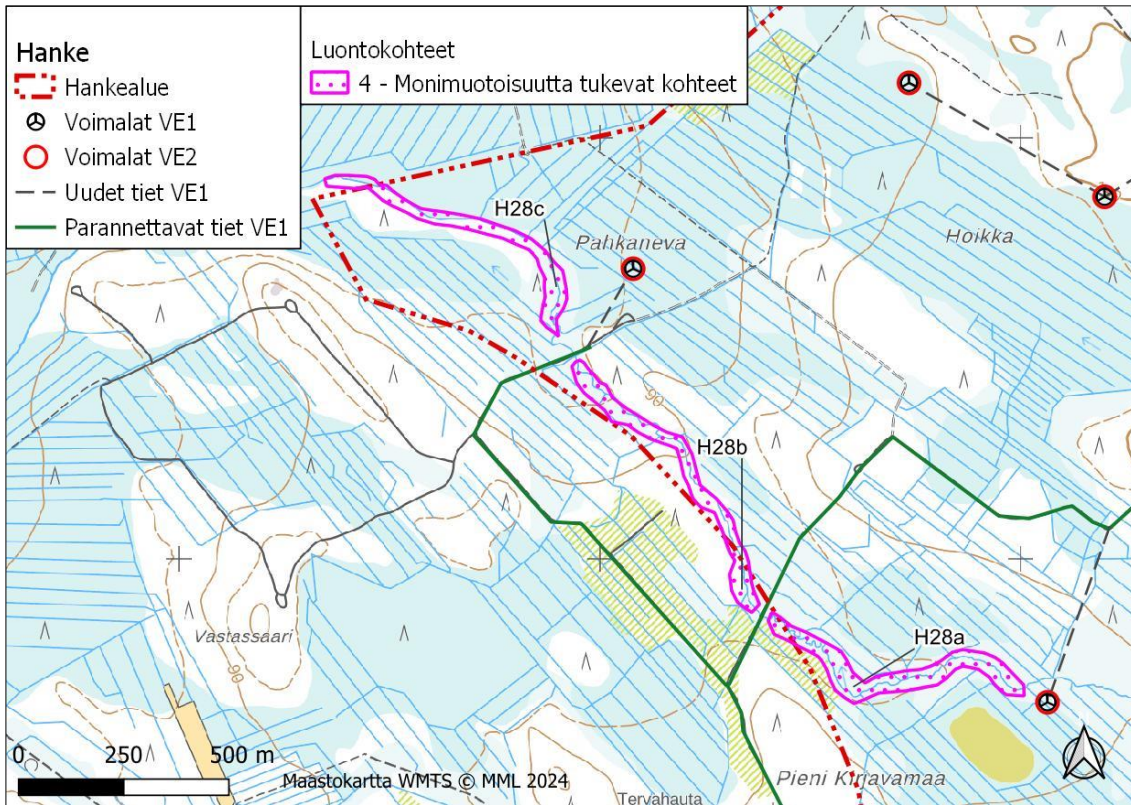 Hanke
Hankealue
Voimalat VE1
Voimalat VE2
Uudet tiet VE1
Parannettavat tiet VE1
Luontokohteet
4 - Monimuotoisuutta tukevat kohteet
H28c
Pahkaneva
Hoikka
90
H28b
Vastassaari
H28a
90
0 250 500 m
Maastokartta WMTS © MML 2024
Pieni Kirjavamaa
Tervahauta